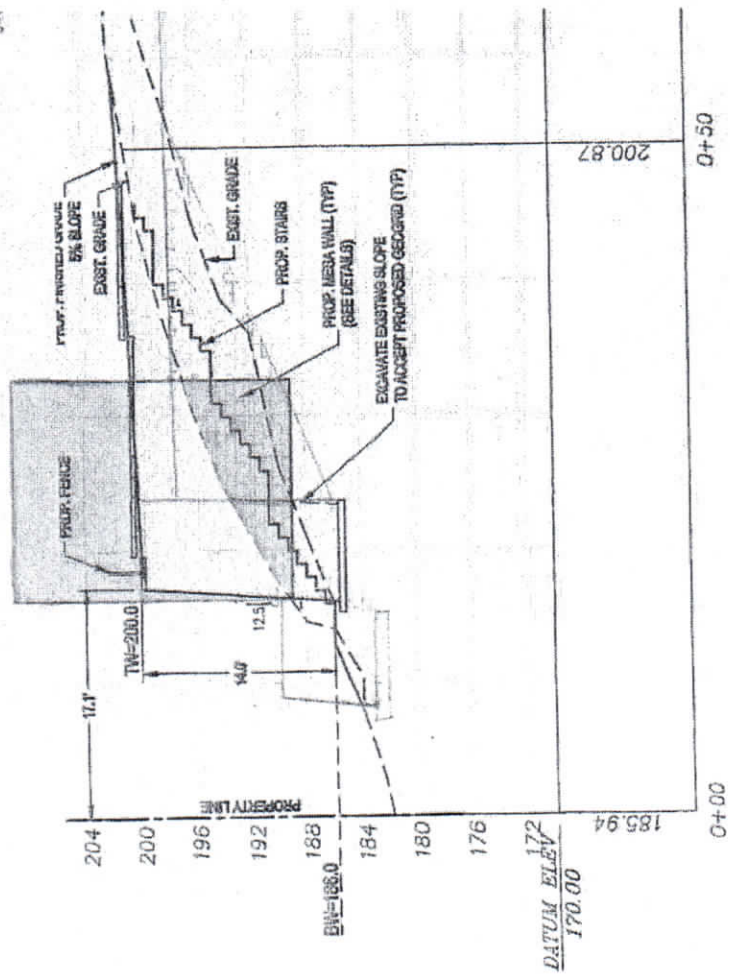 PROP. FINISHED GRADE
5% SLOPE
EXIST. GRADE
EXIST. GRADE
PROP. STAIRS
PROP. MEGA WALL (TYP)
(SEE DETAILS)
EXCAVATE EXISTING SLOPE
TO ACCEPT PROPOSED GEOGRID (TYP)
PROP. FENCE
TW=200.0
17.1'
12.5
14.0'
PROPERTY LINE
BW=186.0
204
200
196
192
188
184
180
176
172
DATUM ELEV
170.00
185.94
200.87
0+00
0+50